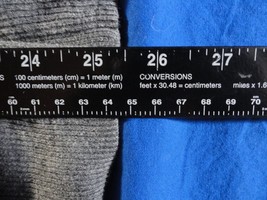 24 25 26 27
100 centimeters (cm) = 1 meter (m) CONVERSIONS
1000 meters (m) = 1 kilometer (km) feet x 30.48 = centimeters miles x 1.6
60 61 62 63 64 65 66 67 68 69 70